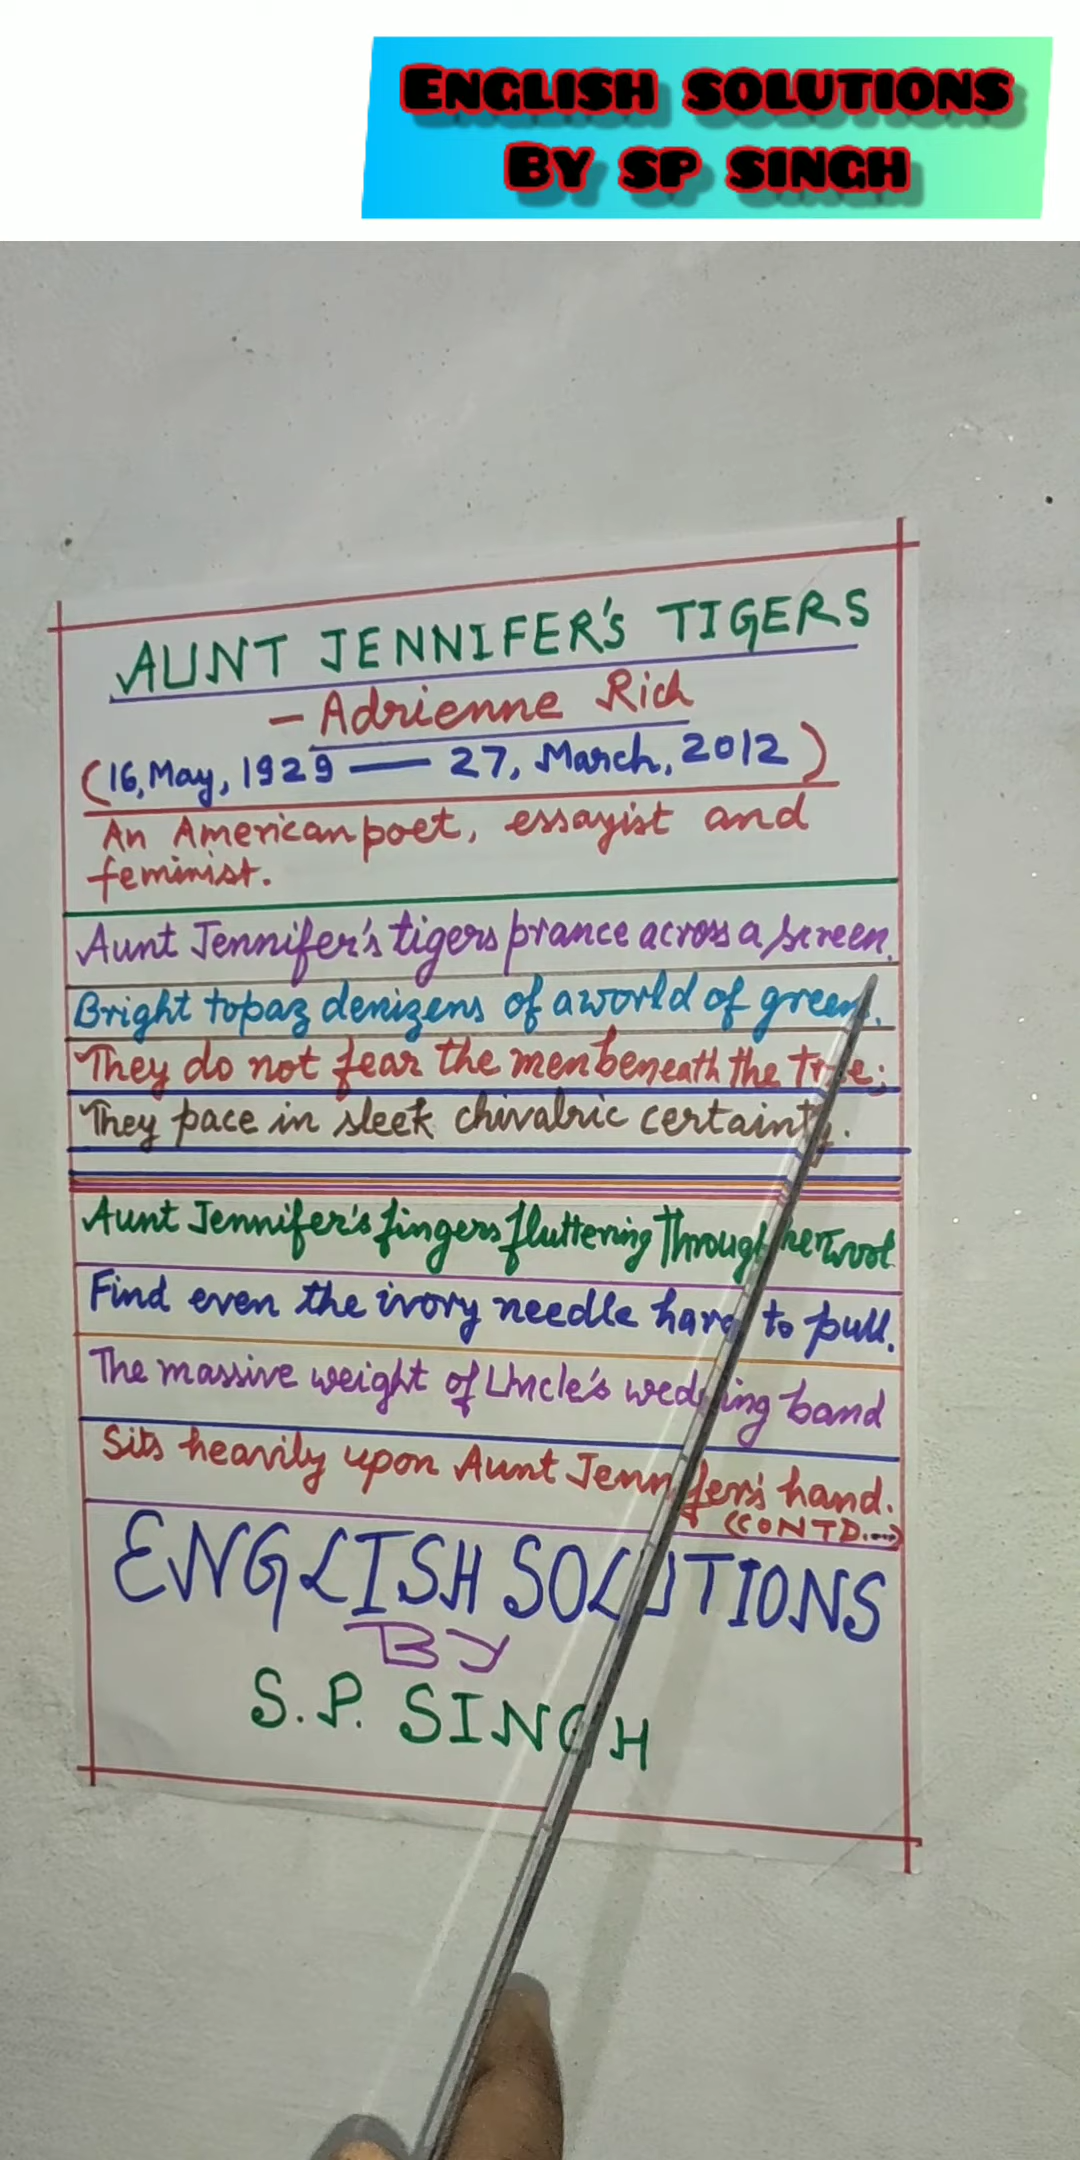 ENGLISH SOLUTIONS
BY SP SINGH
AUNT JENNIFER'S TIGERS
- Adrienne Rich
(16, May, 1929 — 27, March, 2012)
An American poet, essayist and
feminist.
Aunt Jennifer's tigers prance across a screen.
Bright topaz denizens of a world of green.
They do not fear the men beneath the tree;
They pace in sleek chivalric certainty.
Aunt Jennifer's fingers fluttering through her wool
Find even the ivory needle hard to pull.
The massive weight of Uncle's wedding band
Sits heavily upon Aunt Jennifer's hand.
(CONTD....)
ENGLISH SOLUTIONS
BY
S.P. SINGH